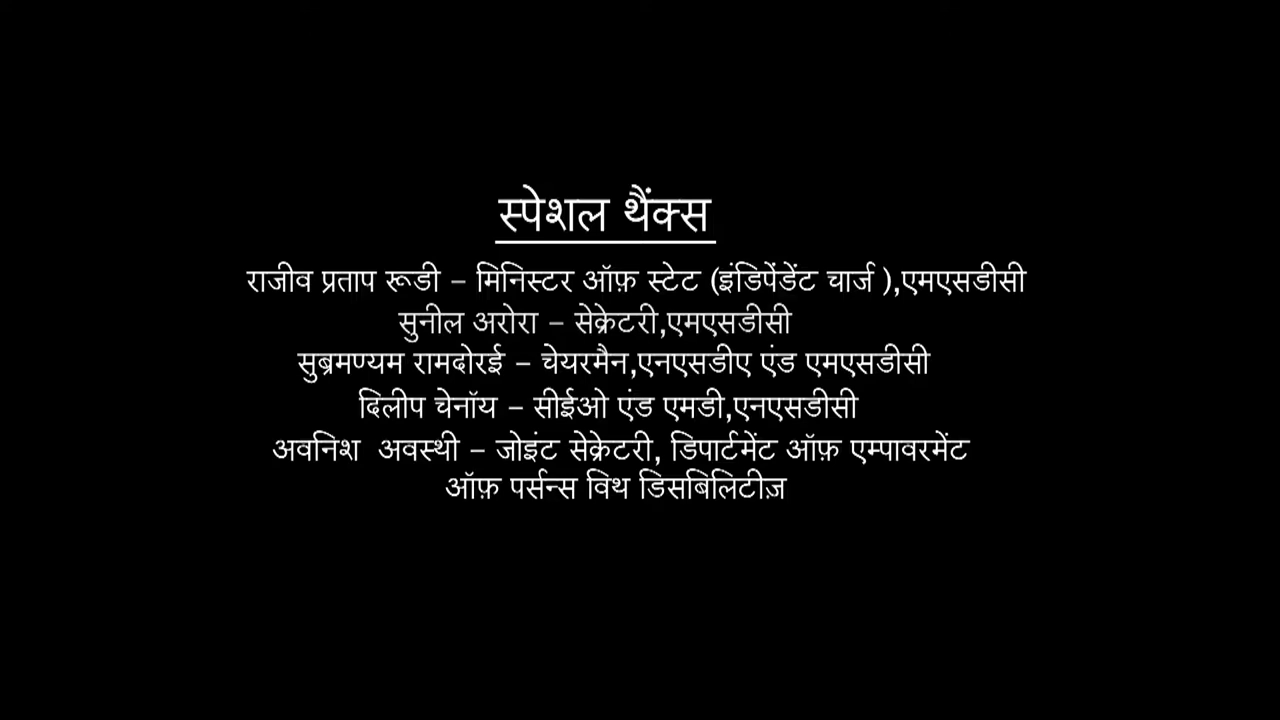 स्पेशल थैंक्स
राजीव प्रताप रूडी – मिनिस्टर ऑफ़ स्टेट (इंडिपेंडेंट चार्ज ),एमएसडीसी
सुनील अरोरा – सेक्रेटरी,एमएसडीसी
सुब्रमण्यम रामदोरई – चेयरमैन,एनएसडीए एंड एमएसडीसी
दिलीप चेनॉय – सीईओ एंड एमडी,एनएसडीसी
अवनिश अवस्थी – जोइंट सेक्रेटरी, डिपार्टमेंट ऑफ़ एम्पावरमेंट
ऑफ़ पर्सन्स विथ डिसबिलिटीज़